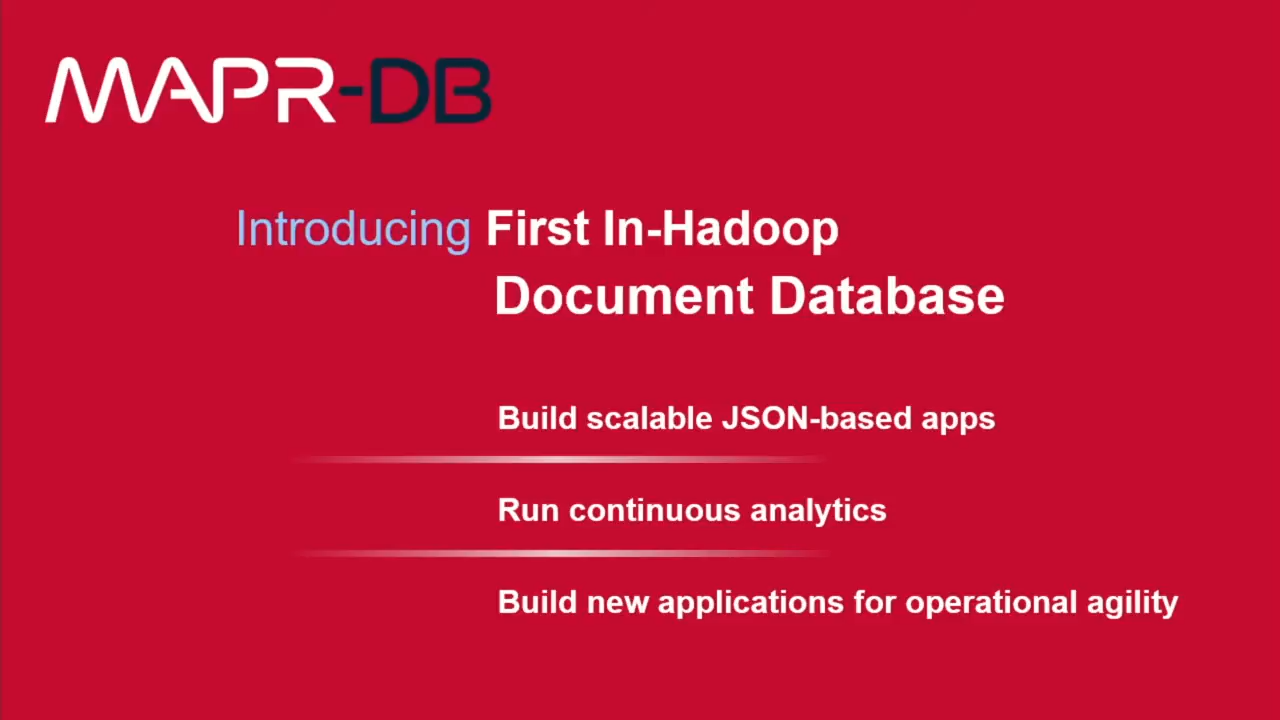 MAPR-DB
Introducing First In-Hadoop
Document Database
Build scalable JSON-based apps
Run continuous analytics
Build new applications for operational agility